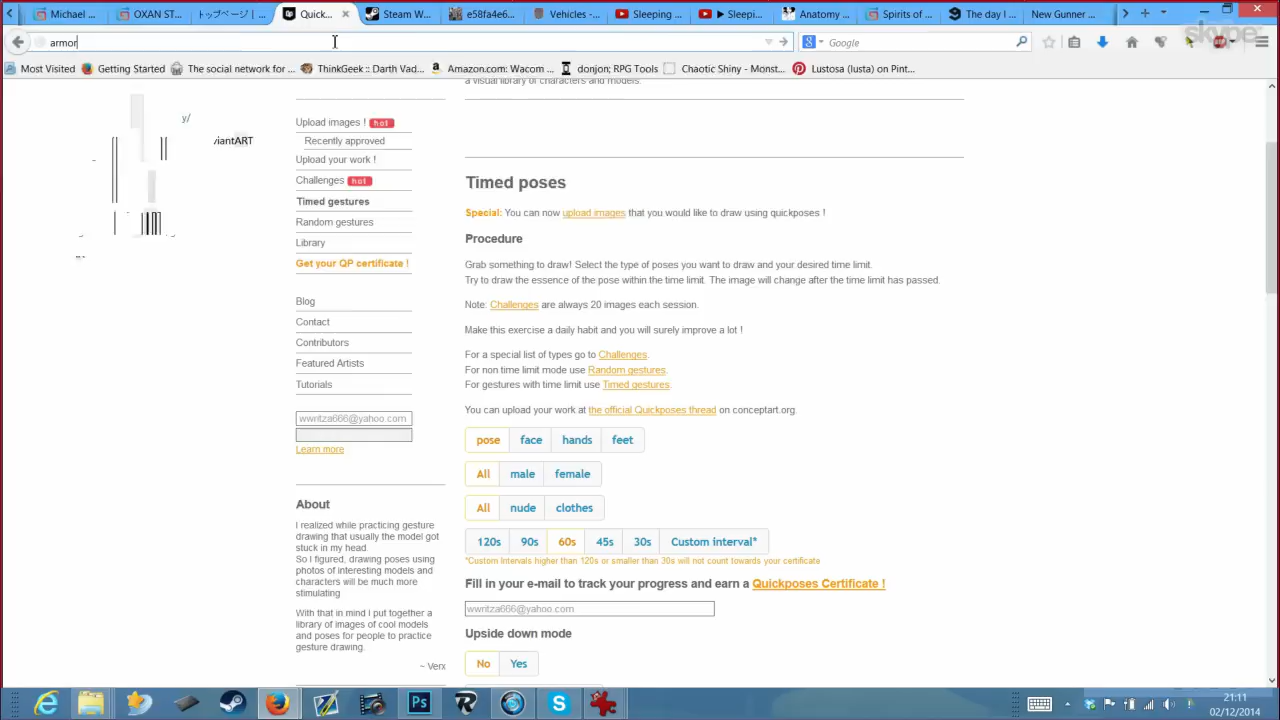 Michael ...
OXAN ST...
トップページ | ...
Quick...
Steam W...
e58fa4e6...
Vehicles -...
Sleeping ...
Sleepin...
Anatomy ...
Spirits of ...
The day I ...
New Gunner ...
armor
Google
skype
Most Visited
Getting Started
The social network for ...
ThinkGeek :: Darth Vad...
Amazon.com: Wacom ...
donjon; RPG Tools
Chaotic Shiny - Monst...
Lustosa (lusta) on Pint...
a visual library of characters and models.
y/
viantART
Upload images ! hot
Recently approved
Upload your work !
Challenges hot
Timed gestures
Random gestures
Library
Get your QP certificate !
Blog
Contact
Contributors
Featured Artists
Tutorials
wwritza666@yahoo.com
Learn more
About
I realized while practicing gesture
drawing that usually the model got
stuck in my head.
So I figured, drawing poses using
photos of interesting models and
characters will be much more
stimulating
With that in mind I put together a
library of images of cool models
and poses for people to practice
gesture drawing.
~ Verx
Timed poses
Special: You can now upload images that you would like to draw using quickposes !
Procedure
Grab something to draw! Select the type of poses you want to draw and your desired time limit.
Try to draw the essence of the pose within the time limit. The image will change after the time limit has passed.
Note: Challenges are always 20 images each session.
Make this exercise a daily habit and you will surely improve a lot !
For a special list of types go to Challenges.
For non time limit mode use Random gestures.
For gestures with time limit use Timed gestures.
You can upload your work at the official Quickposes thread on conceptart.org.
pose face hands feet
All male female
All nude clothes
120s 90s 60s 45s 30s Custom interval*
*Custom Intervals higher than 120s or smaller than 30s will not count towards your certificate
Fill in your e-mail to track your progress and earn a Quickposes Certificate !
wwritza666@yahoo.com
Upside down mode
No Yes
21:11
02/12/2014